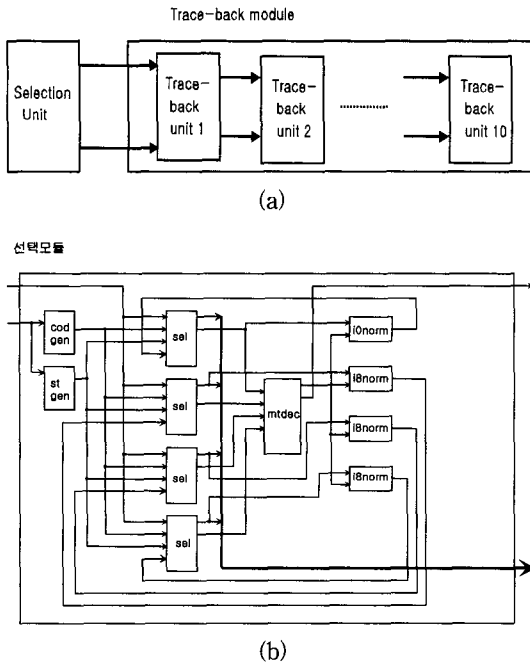 Trace-back module
Selection
Unit
Trace-
back
unit 1
Trace-
back
unit 2
Trace-
back
unit 10
(a)
선택모듈
cod
gen
st
gen
sel
sel
sel
sel
mtdec
i0norm
i8norm
i8norm
i8norm
(b)